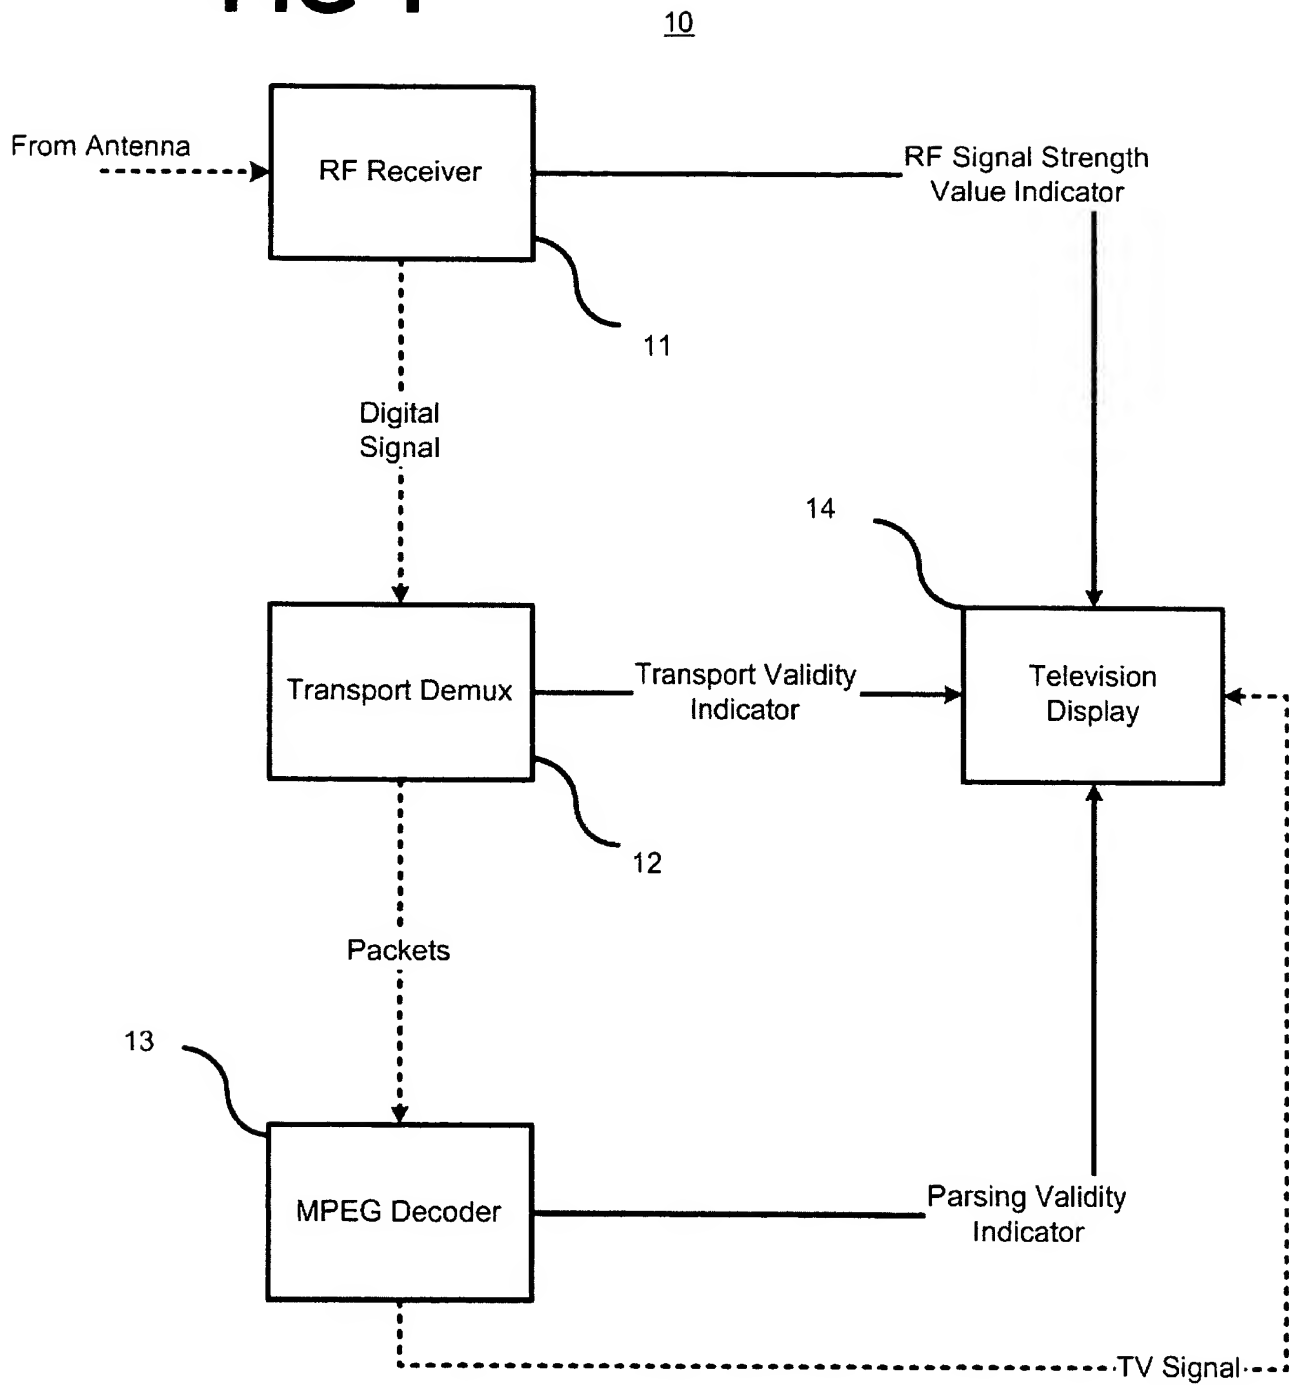 10
From Antenna
RF Receiver
RF Signal Strength
Value Indicator
11
Digital
Signal
14
Transport Demux
Transport Validity
Indicator
Television
Display
12
Packets
13
MPEG Decoder
Parsing Validity
Indicator
TV Signal